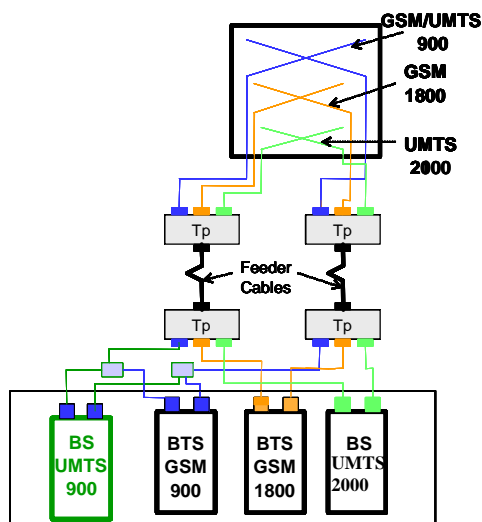 GSM/UMTS
900
GSM
1800
UMTS
2000
Tp
Tp
Feeder
Cables
Tp
Tp
BS
UMTS
900
BTS
GSM
900
BTS
GSM
1800
BS
UMTS
2000